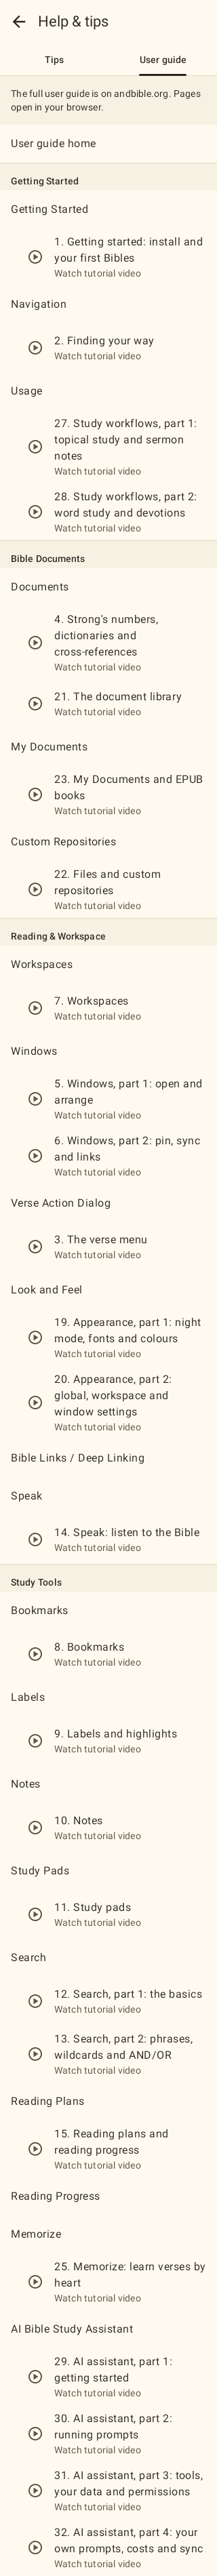 Help & tips
Tips
User guide
The full user guide is on andbible.org. Pages
open in your browser.
User guide home
Getting Started
Getting Started
1. Getting started: install and
your first Bibles
Watch tutorial video
Navigation
2. Finding your way
Watch tutorial video
Usage
27. Study workflows, part 1:
topical study and sermon
notes
Watch tutorial video
28. Study workflows, part 2:
word study and devotions
Watch tutorial video
Bible Documents
Documents
4. Strong's numbers,
dictionaries and
cross-references
Watch tutorial video
21. The document library
Watch tutorial video
My Documents
23. My Documents and EPUB
books
Watch tutorial video
Custom Repositories
22. Files and custom
repositories
Watch tutorial video
Reading & Workspace
Workspaces
7. Workspaces
Watch tutorial video
Windows
5. Windows, part 1: open and
arrange
Watch tutorial video
6. Windows, part 2: pin, sync
and links
Watch tutorial video
Verse Action Dialog
3. The verse menu
Watch tutorial video
Look and Feel
19. Appearance, part 1: night
mode, fonts and colours
Watch tutorial video
20. Appearance, part 2:
global, workspace and
window settings
Watch tutorial video
Bible Links / Deep Linking
Speak
14. Speak: listen to the Bible
Watch tutorial video
Study Tools
Bookmarks
8. Bookmarks
Watch tutorial video
Labels
9. Labels and highlights
Watch tutorial video
Notes
10. Notes
Watch tutorial video
Study Pads
11. Study pads
Watch tutorial video
Search
12. Search, part 1: the basics
Watch tutorial video
13. Search, part 2: phrases,
wildcards and AND/OR
Watch tutorial video
Reading Plans
15. Reading plans and
reading progress
Watch tutorial video
Reading Progress
Memorize
25. Memorize: learn verses by
heart
Watch tutorial video
AI Bible Study Assistant
29. AI assistant, part 1:
getting started
Watch tutorial video
30. AI assistant, part 2:
running prompts
Watch tutorial video
31. AI assistant, part 3: tools,
your data and permissions
Watch tutorial video
32. AI assistant, part 4: your
own prompts, costs and sync
Watch tutorial video